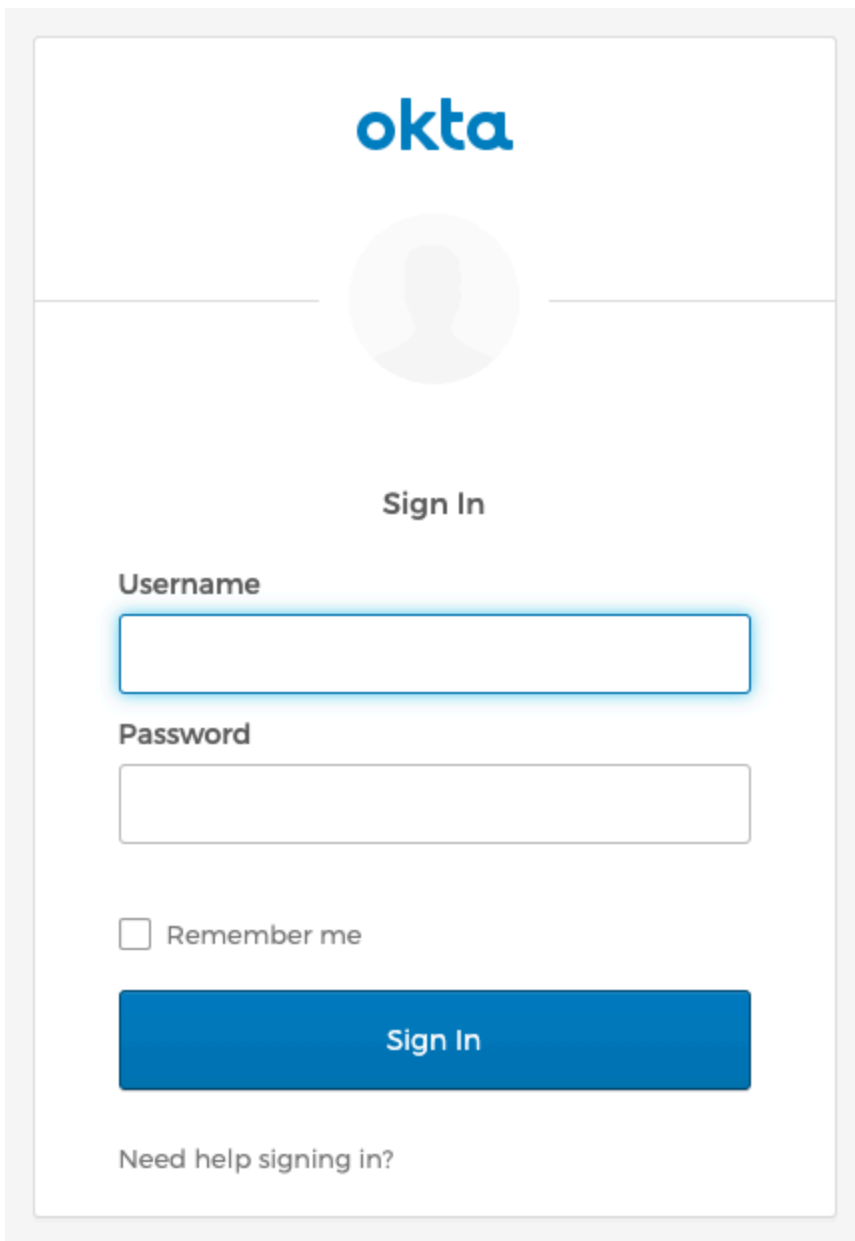 okta
Sign In
Username
Password
Remember me
Sign In
Need help signing in?